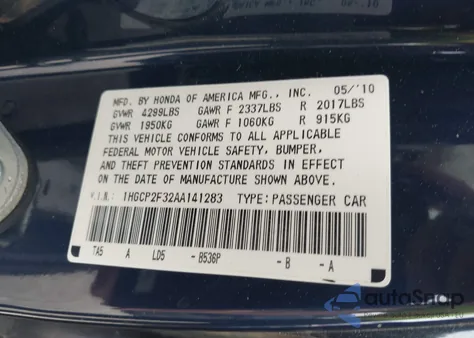 MFD. BY HONDA OF AMERICA MFG., INC. 05/'10
GVWR 4299LBS GAWR F 2337LBS R 2017LBS
GVWR 1950KG GAWR F 1060KG R 915KG
THIS VEHICLE CONFORMS TO ALL APPLICABLE
FEDERAL MOTOR VEHICLE SAFETY, BUMPER,
AND THEFT PREVENTION STANDARDS IN EFFECT
ON THE DATE OF MANUFACTURE SHOWN ABOVE.
V.I.N.: 1HGCP2F32AA141283 TYPE: PASSENGER CAR
TA5 A LD5 -B536P -B -A
autoSnap